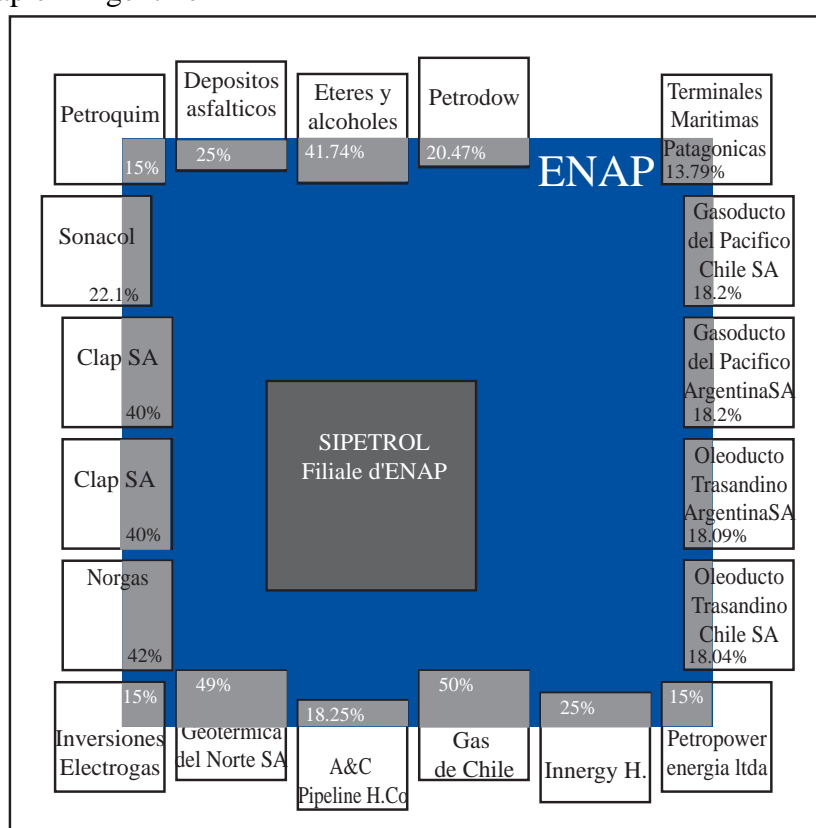 Petroquim
15%
Depositos
asfalticos
25%
Eteres y
alcoholes
41.74%
Petrodow
20.47%
ENAP
Terminales
Maritimas
Patagonicas
13.79%
Sonacol
22.1%
Gasoducto
del Pacifico
Chile SA
18.2%
Clap SA
40%
Gasoducto
del Pacifico
ArgentinaSA
18.2%
SIPETROL
Filiale d'ENAP
Clap SA
40%
Oleoducto
Trasandino
ArgentinaSA
18.09%
Norgas
42%
Oleoducto
Trasandino
Chile SA
18.04%
15%
Inversiones
Electrogas
49%
Geotermica
del Norte SA
18.25%
A&C
Pipeline H.Co
50%
Gas
de Chile
25%
Innergy H.
15%
Petropower
energia ltda